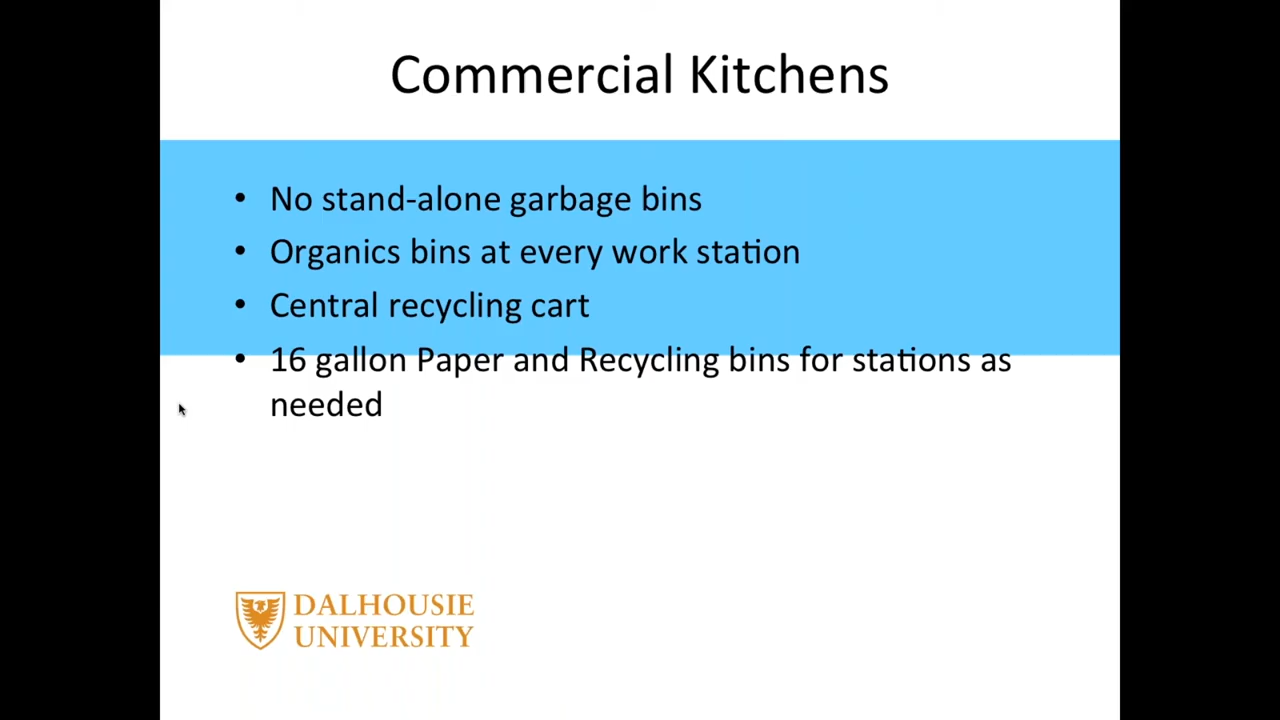 Commercial Kitchens
• No stand-alone garbage bins
• Organics bins at every work station
• Central recycling cart
• 16 gallon Paper and Recycling bins for stations as
needed
DALHOUSIE
UNIVERSITY